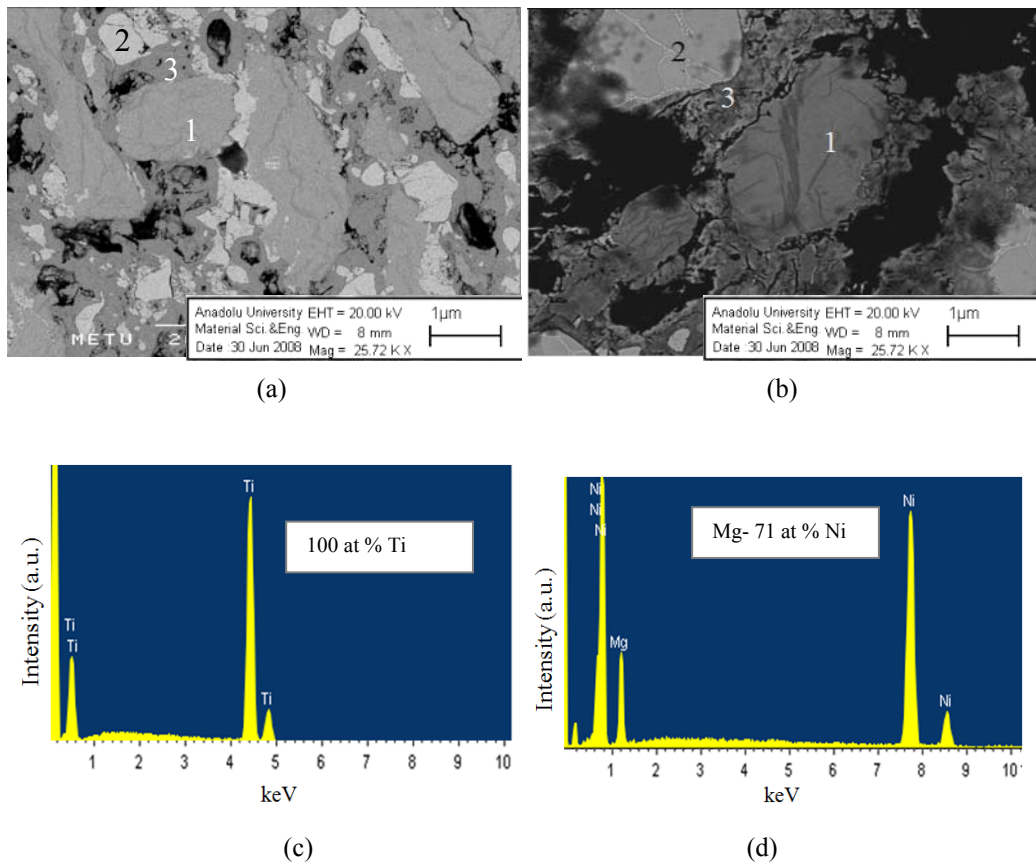 2
3
1
METU 2
Anadolu University EHT = 20.00 kV 1µm
Material Sci.&Eng. WD = 8 mm
Date :30 Jun 2008 Mag = 25.72 K X
(a)
2
3
1
Anadolu University EHT = 20.00 kV 1µm
Material Sci.&Eng. WD = 8 mm
Date :30 Jun 2008 Mag = 25.72 K X
(b)
Intensity (a.u.)
Ti
Ti
Ti
Ti
100 at % Ti
1 2 3 4 5 6 7 8 9 10
keV
(c)
Intensity (a.u.)
Ni
Ni
Ni
Mg
Ni
Ni
Mg- 71 at % Ni
1 2 3 4 5 6 7 8 9 10
keV
(d)